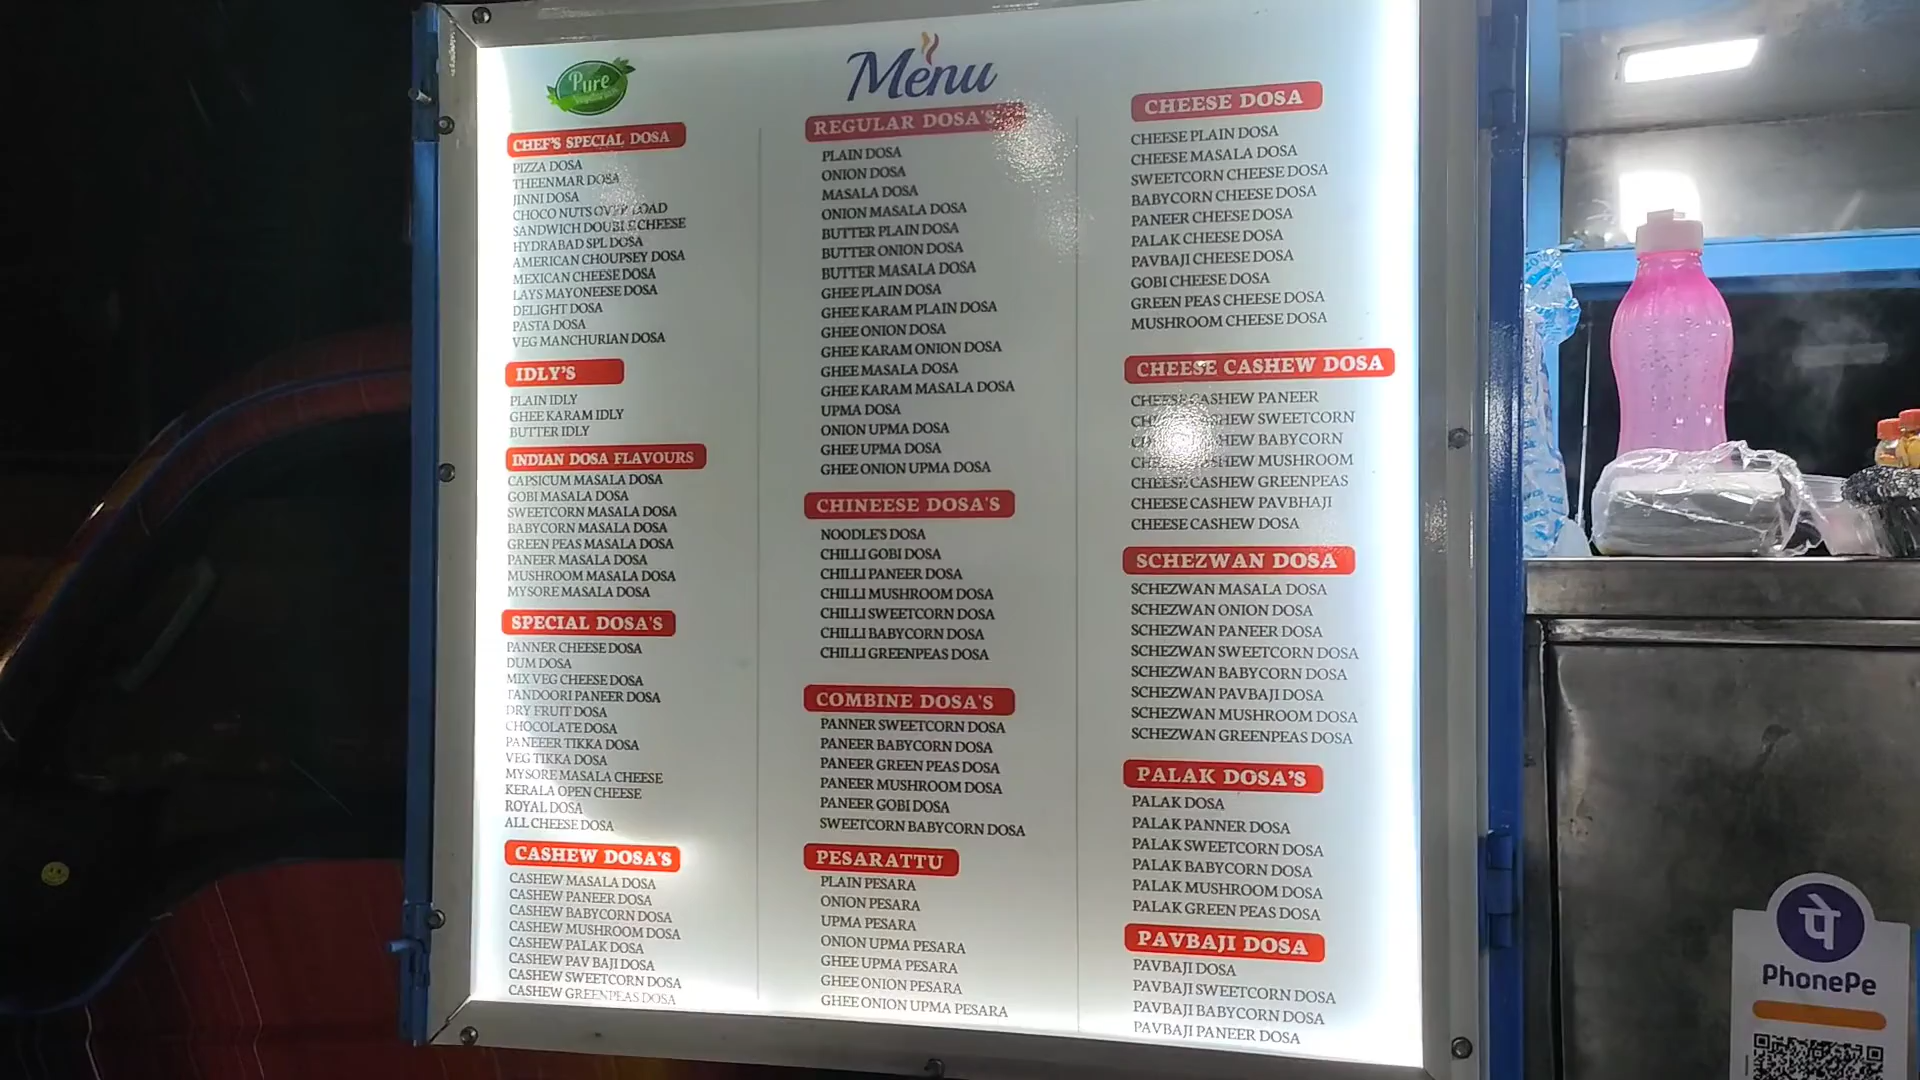 Pure
Menu
CHEF'S SPECIAL DOSA
PIZZA DOSA
THEENMAR DOSA
JINNI DOSA
CHOCO NUTS OVER LOAD
SANDWICH DOUBLE CHEESE
HYDRABAD SPL DOSA
AMERICAN CHOUPSEY DOSA
MEXICAN CHEESE DOSA
LAYS MAYONEESE DOSA
DELIGHT DOSA
PASTA DOSA
VEG MANCHURIAN DOSA
IDLY'S
PLAIN IDLY
GHEE KARAM IDLY
BUTTER IDLY
INDIAN DOSA FLAVOURS
CAPSICUM MASALA DOSA
GOBI MASALA DOSA
SWEETCORN MASALA DOSA
BABYCORN MASALA DOSA
GREEN PEAS MASALA DOSA
PANEER MASALA DOSA
MUSHROOM MASALA DOSA
MYSORE MASALA DOSA
SPECIAL DOSA'S
PANNER CHEESE DOSA
DUM DOSA
MIX VEG CHEESE DOSA
TANDOORI PANEER DOSA
DRY FRUIT DOSA
CHOCOLATE DOSA
PANEEER TIKKA DOSA
VEG TIKKA DOSA
MYSORE MASALA CHEESE
KERALA OPEN CHEESE
ROYAL DOSA
ALL CHEESE DOSA
CASHEW DOSA'S
CASHEW MASALA DOSA
CASHEW PANEER DOSA
CASHEW BABYCORN DOSA
CASHEW MUSHROOM DOSA
CASHEW PALAK DOSA
CASHEW PAV BAJI DOSA
CASHEW SWEETCORN DOSA
CASHEW GREENPEAS DOSA
REGULAR DOSA'S
PLAIN DOSA
ONION DOSA
MASALA DOSA
ONION MASALA DOSA
BUTTER PLAIN DOSA
BUTTER ONION DOSA
BUTTER MASALA DOSA
GHEE PLAIN DOSA
GHEE KARAM PLAIN DOSA
GHEE ONION DOSA
GHEE KARAM ONION DOSA
GHEE MASALA DOSA
GHEE KARAM MASALA DOSA
UPMA DOSA
ONION UPMA DOSA
GHEE UPMA DOSA
GHEE ONION UPMA DOSA
CHINEESE DOSA'S
NOODLE'S DOSA
CHILLI GOBI DOSA
CHILLI PANEER DOSA
CHILLI MUSHROOM DOSA
CHILLI SWEETCORN DOSA
CHILLI BABYCORN DOSA
CHILLI GREENPEAS DOSA
COMBINE DOSA'S
PANNER SWEETCORN DOSA
PANEER BABYCORN DOSA
PANEER GREEN PEAS DOSA
PANEER MUSHROOM DOSA
PANEER GOBI DOSA
SWEETCORN BABYCORN DOSA
PESARATTU
PLAIN PESARA
ONION PESARA
UPMA PESARA
ONION UPMA PESARA
GHEE UPMA PESARA
GHEE ONION PESARA
GHEE ONION UPMA PESARA
CHEESE DOSA
CHEESE PLAIN DOSA
CHEESE MASALA DOSA
SWEETCORN CHEESE DOSA
BABYCORN CHEESE DOSA
PANEER CHEESE DOSA
PALAK CHEESE DOSA
PAVBAJI CHEESE DOSA
GOBI CHEESE DOSA
GREEN PEAS CHEESE DOSA
MUSHROOM CHEESE DOSA
CHEESE CASHEW DOSA
CHEESE CASHEW PANEER
CHEESE CASHEW SWEETCORN
CHEESE CASHEW BABYCORN
CHEESE CASHEW MUSHROOM
CHEESE CASHEW GREENPEAS
CHEESE CASHEW PAVBHAJI
CHEESE CASHEW DOSA
SCHEZWAN DOSA
SCHEZWAN MASALA DOSA
SCHEZWAN ONION DOSA
SCHEZWAN PANEER DOSA
SCHEZWAN SWEETCORN DOSA
SCHEZWAN BABYCORN DOSA
SCHEZWAN PAVBAJI DOSA
SCHEZWAN MUSHROOM DOSA
SCHEZWAN GREENPEAS DOSA
PALAK DOSA'S
PALAK DOSA
PALAK PANNER DOSA
PALAK SWEETCORN DOSA
PALAK BABYCORN DOSA
PALAK MUSHROOM DOSA
PALAK GREEN PEAS DOSA
PAVBAJI DOSA
PAVBAJI DOSA
PAVBAJI SWEETCORN DOSA
PAVBAJI BABYCORN DOSA
PAVBAJI PANEER DOSA
पे
PhonePe